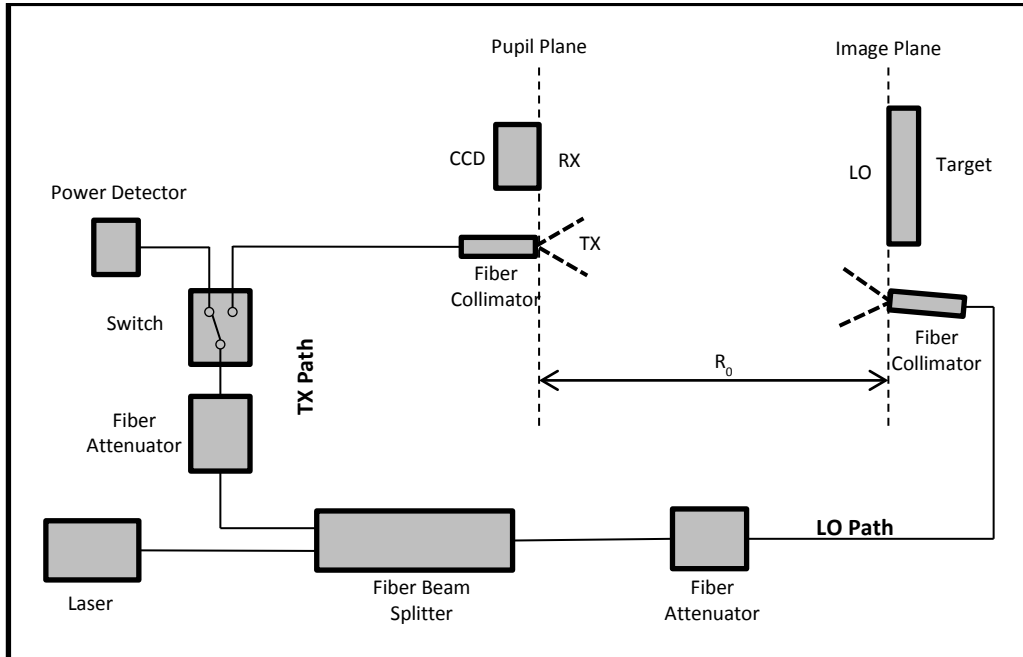 Pupil Plane
Image Plane
CCD
RX
LO
Target
Power Detector
TX
Fiber
Collimator
Switch
Fiber
Collimator
R0
TX Path
Fiber
Attenuator
LO Path
Laser
Fiber Beam
Splitter
Fiber
Attenuator